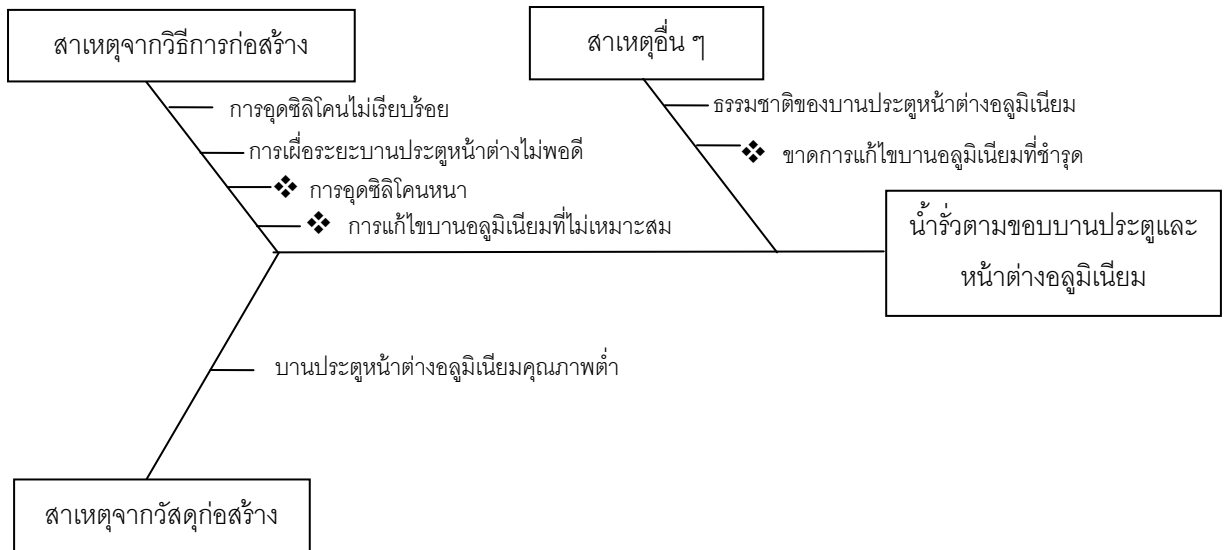 สาเหตุจากวิธีการก่อสร้าง
สาเหตุอื่น ๆ
การอุดซิลิโคนไม่เรียบร้อย
ธรรมชาติของบานประตูหน้าต่างอลูมิเนียม
การเผื่อระยะบานประตูหน้าต่างไม่พอดี
❖ ขาดการแก้ไขบานอลูมิเนียมที่ชำรุด
❖ การอุดซิลิโคนหนา
❖ การแก้ไขบานอลูมิเนียมที่ไม่เหมาะสม
น้ำรั่วตามขอบบานประตูและ
หน้าต่างอลูมิเนียม
บานประตูหน้าต่างอลูมิเนียมคุณภาพต่ำ
สาเหตุจากวัสดุก่อสร้าง